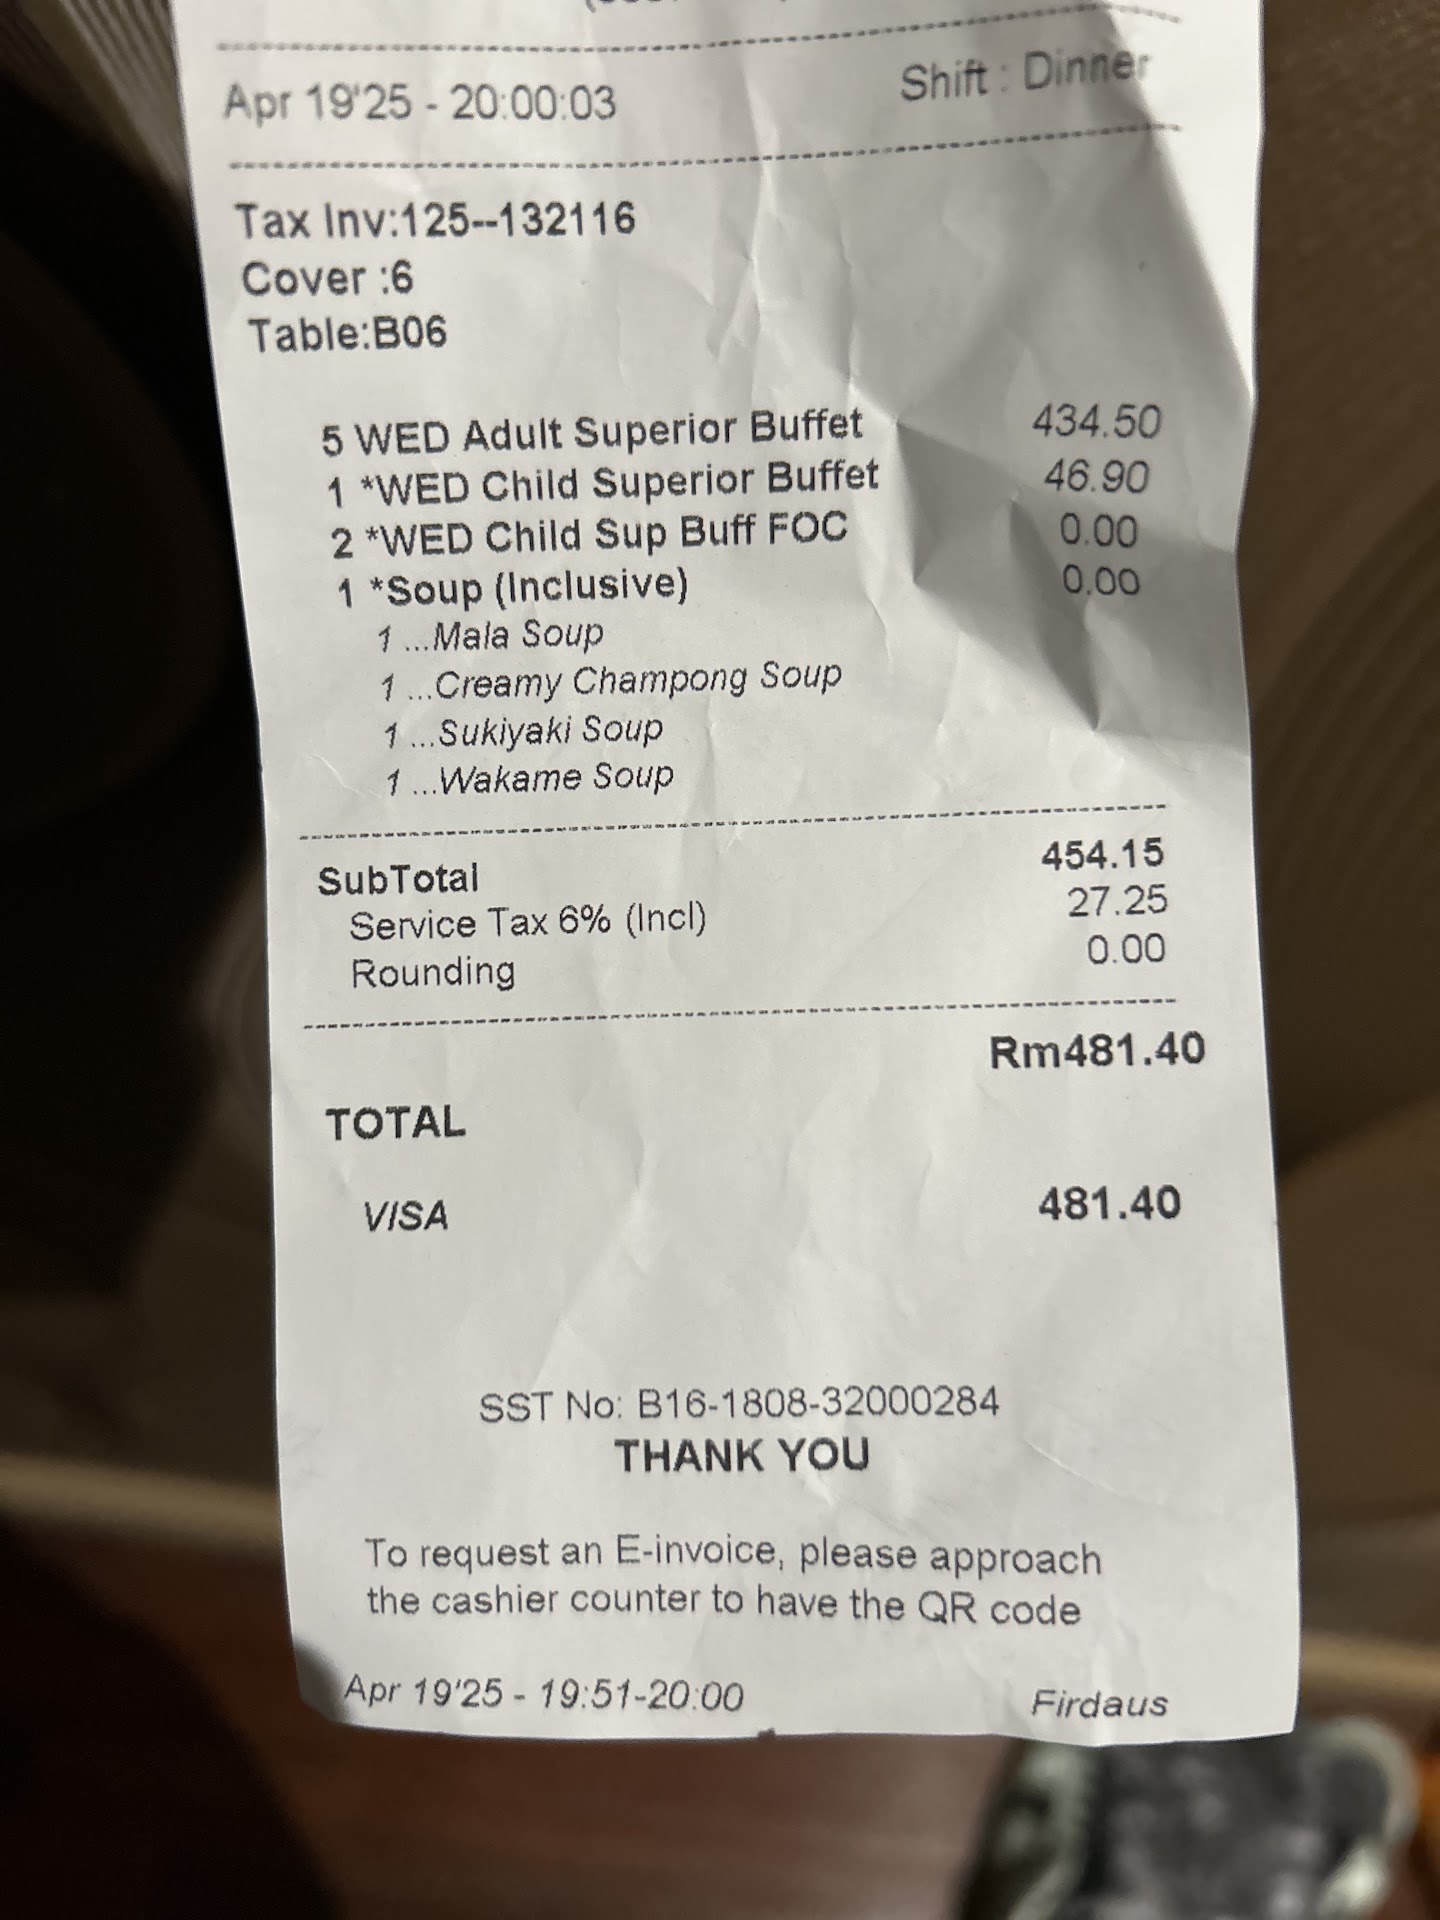 Apr 19'25 - 20:00:03 Shift : Dinner
Tax Inv:125--132116
Cover :6
Table:B06
5 WED Adult Superior Buffet 434.50
1 *WED Child Superior Buffet 46.90
2 *WED Child Sup Buff FOC 0.00
1 *Soup (Inclusive) 0.00
1 ...Mala Soup
1 ...Creamy Champong Soup
1 ...Sukiyaki Soup
1 ...Wakame Soup
SubTotal 454.15
Service Tax 6% (Incl) 27.25
Rounding 0.00
Rm481.40
TOTAL
VISA 481.40
SST No: B16-1808-32000284
THANK YOU
To request an E-invoice, please approach
the cashier counter to have the QR code
Apr 19'25 - 19:51-20:00 Firdaus